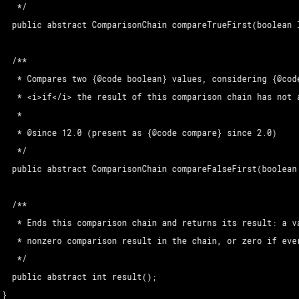 */
public abstract ComparisonChain compareTrueFirst(boolean
/**
* Compares two {@code boolean} values, considering {@code
* <i>if</i> the result of this comparison chain has not
*
* @since 12.0 (present as {@code compare} since 2.0)
*/
public abstract ComparisonChain compareFalseFirst(boolean
/**
* Ends this comparison chain and returns its result: a
* nonzero comparison result in the chain, or zero if
*/
public abstract int result();
}